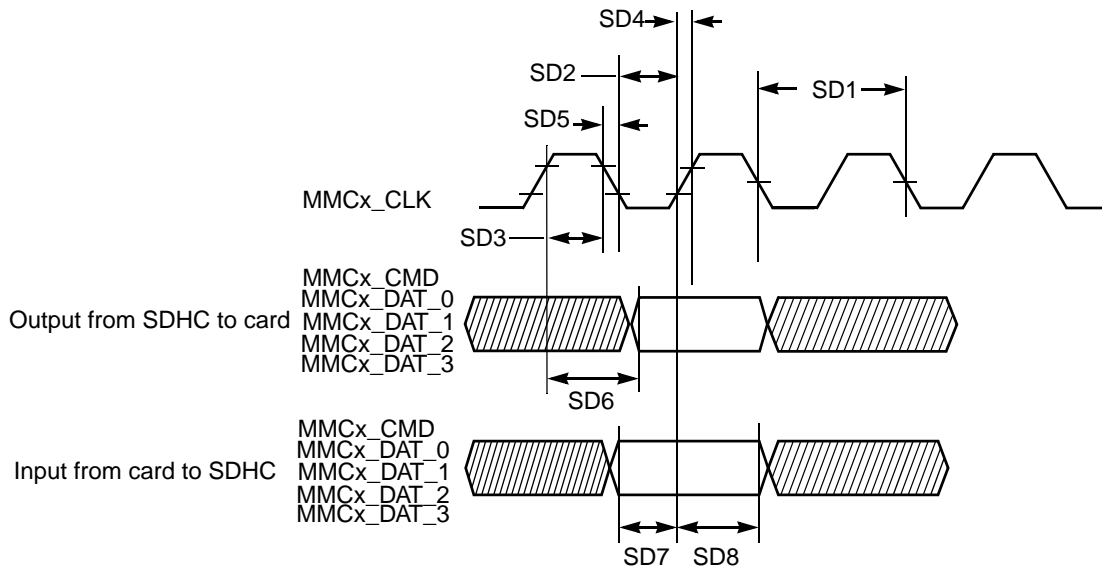 SD4
SD2
SD1
SD5
MMCx_CLK
SD3
MMCx_CMD
MMCx_DAT_0
Output from SDHC to card MMCx_DAT_1
MMCx_DAT_2
MMCx_DAT_3
SD6
MMCx_CMD
MMCx_DAT_0
Input from card to SDHC MMCx_DAT_1
MMCx_DAT_2
MMCx_DAT_3
SD7 SD8